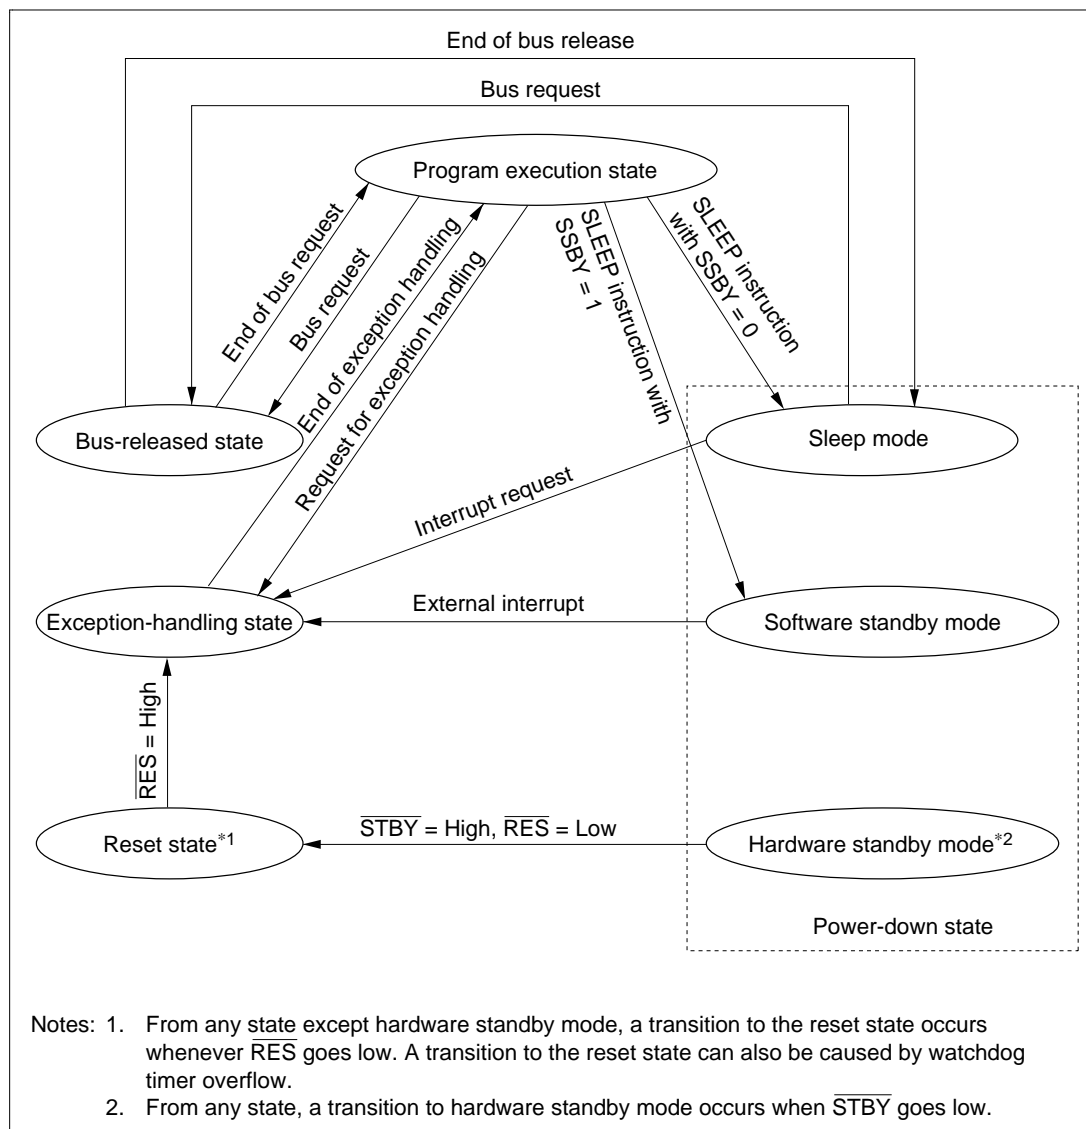 End of bus release
Bus request
Program execution state
End of bus request
Bus request
End of exception handling
Request for exception handling
SLEEP instruction with
SSBY = 1
SLEEP instruction
with SSBY = 0
Bus-released state
Sleep mode
Interrupt request
Exception-handling state
External interrupt
Software standby mode
R̅E̅S̅ = High
Reset state*1
S̅T̅B̅Y̅ = High, R̅E̅S̅ = Low
Hardware standby mode*2
Power-down state
Notes: 1. From any state except hardware standby mode, a transition to the reset state occurs
whenever R̅E̅S̅ goes low. A transition to the reset state can also be caused by watchdog
timer overflow.
2. From any state, a transition to hardware standby mode occurs when S̅T̅B̅Y̅ goes low.